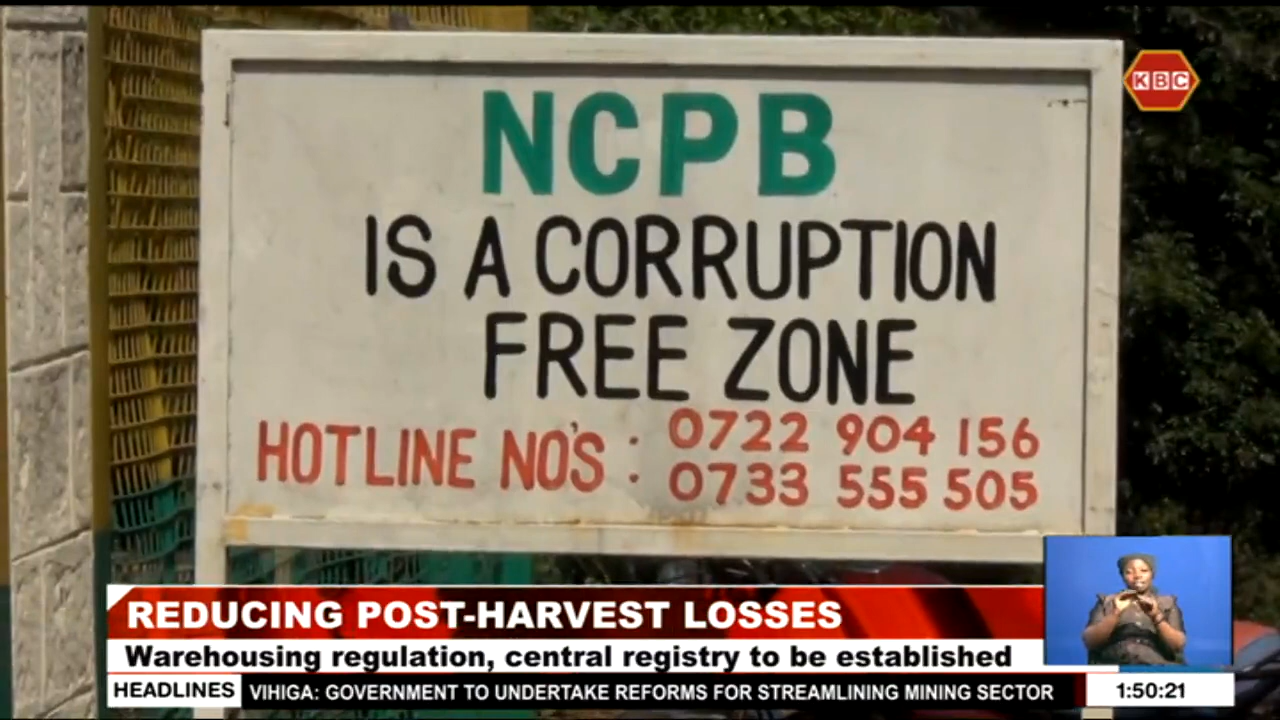 KBC
NCPB
IS A CORRUPTION
FREE ZONE
HOTLINE NO'S : 0722 904 156
0733 555 505
REDUCING POST-HARVEST LOSSES
Warehousing regulation, central registry to be established
HEADLINES VIHIGA: GOVERNMENT TO UNDERTAKE REFORMS FOR STREAMLINING MINING SECTOR 1:50:21